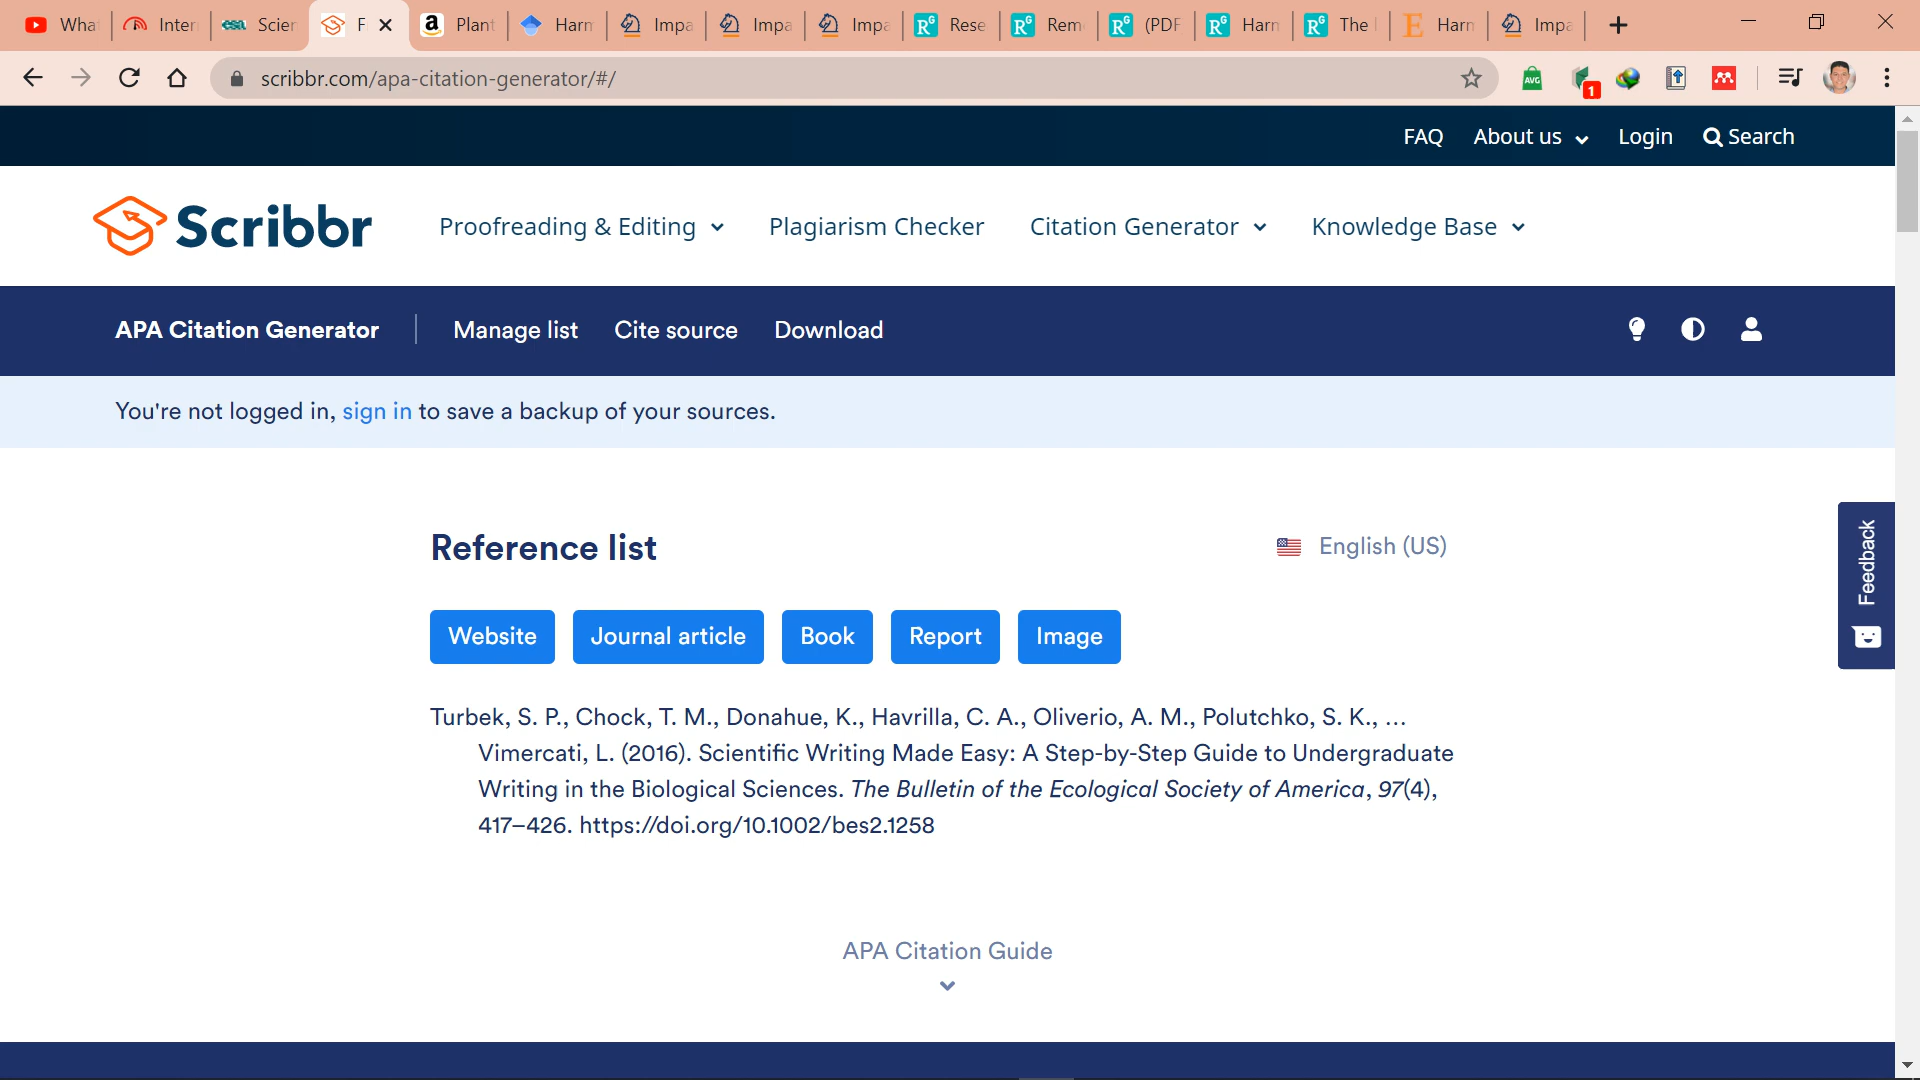 Wha
Inter
esa
Scien
F
Plant
Harn
Impa
Impa
Impa
Rese
Rem
(PDF
Harn
The
Harn
Impa
scribbr.com/apa-citation-generator/#/
AVG
1
FAQ About us Login Search
Scribbr
Proofreading & Editing Plagiarism Checker Citation Generator Knowledge Base
APA Citation Generator Manage list Cite source Download
You're not logged in, sign in to save a backup of your sources.
Reference list English (US)
Website Journal article Book Report Image
Turbek, S. P., Chock, T. M., Donahue, K., Havrilla, C. A., Oliverio, A. M., Polutchko, S. K., …
Vimercati, L. (2016). Scientific Writing Made Easy: A Step-by-Step Guide to Undergraduate
Writing in the Biological Sciences. The Bulletin of the Ecological Society of America, 97(4),
417–426. https://doi.org/10.1002/bes2.1258
Feedback
APA Citation Guide